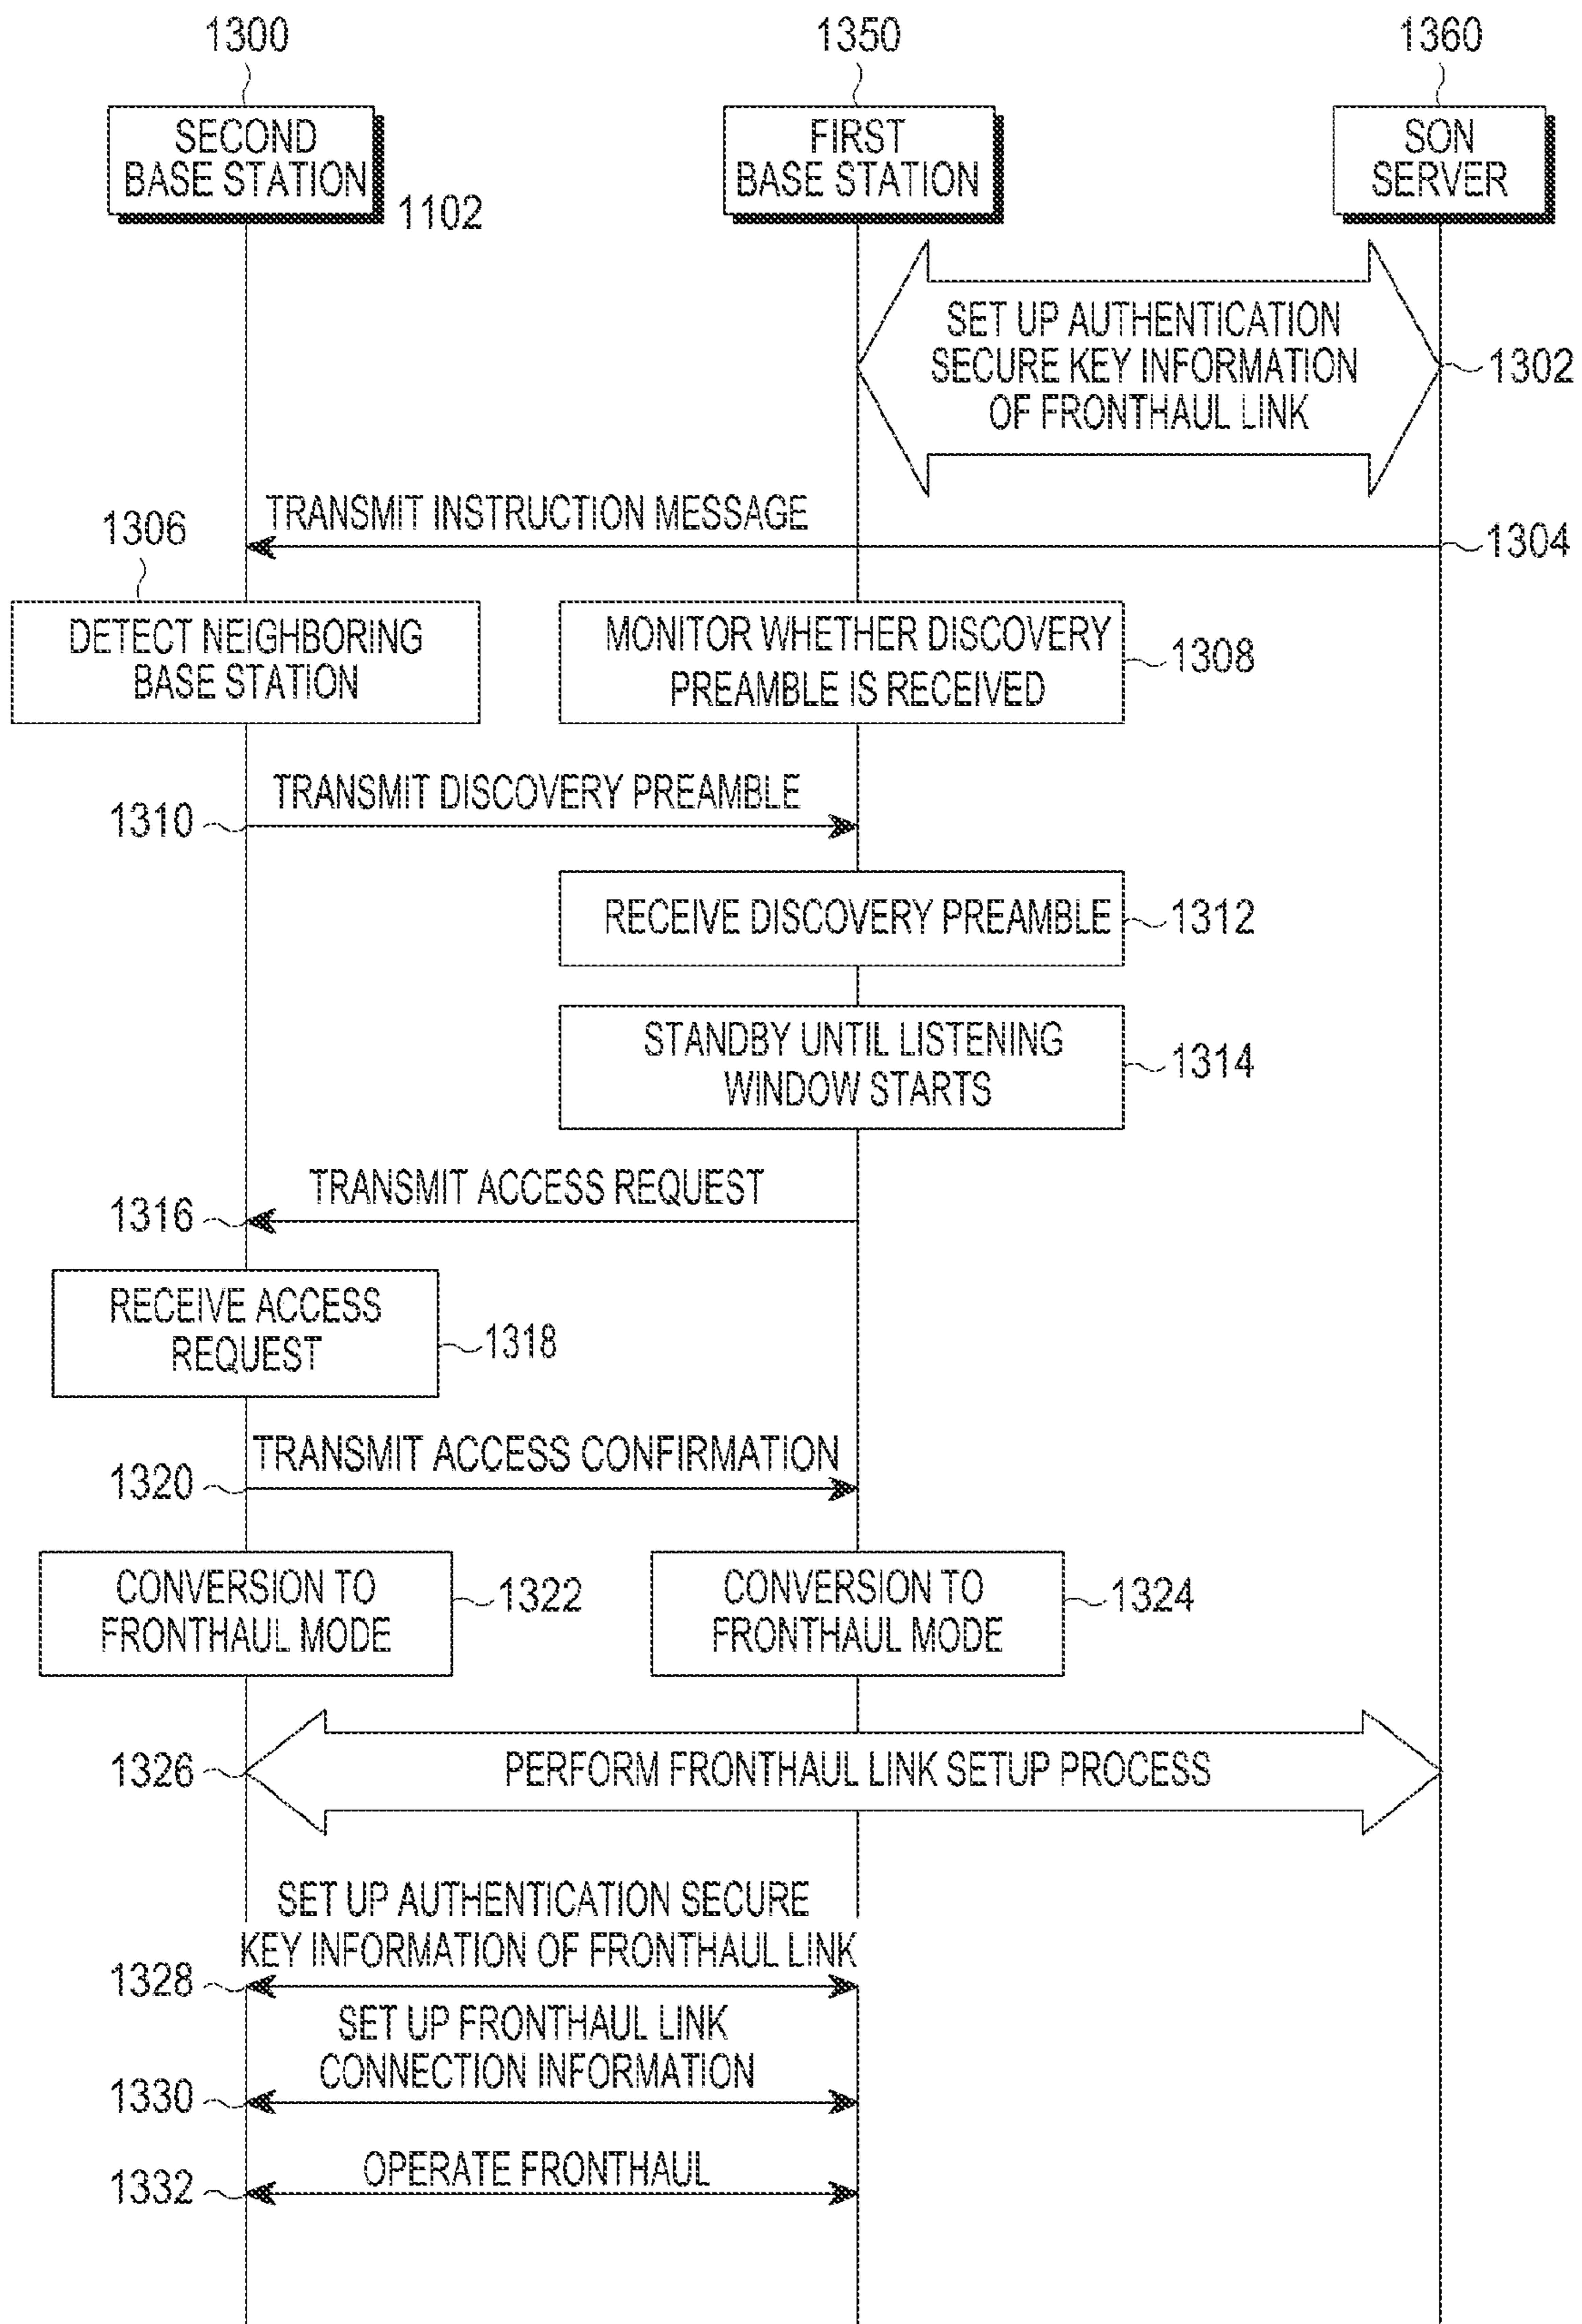 1300
1350
1360
SECOND
BASE STATION
FIRST
BASE STATION
SON
SERVER
1102
SET UP AUTHENTICATION
SECURE KEY INFORMATION
OF FRONTHAUL LINK
1302
TRANSMIT INSTRUCTION MESSAGE
1304
1306
DETECT NEIGHBORING
BASE STATION
MONITOR WHETHER DISCOVERY
PREAMBLE IS RECEIVED
1308
TRANSMIT DISCOVERY PREAMBLE
1310
RECEIVE DISCOVERY PREAMBLE
1312
STANDBY UNTIL LISTENING
WINDOW STARTS
1314
TRANSMIT ACCESS REQUEST
1316
RECEIVE ACCESS
REQUEST
1318
TRANSMIT ACCESS CONFIRMATION
1320
CONVERSION TO
FRONTHAUL MODE
1322
CONVERSION TO
FRONTHAUL MODE
1324
1326
PERFORM FRONTHAUL LINK SETUP PROCESS
SET UP AUTHENTICATION SECURE
KEY INFORMATION OF FRONTHAUL LINK
1328
SET UP FRONTHAUL LINK
CONNECTION INFORMATION
1330
OPERATE FRONTHAUL
1332